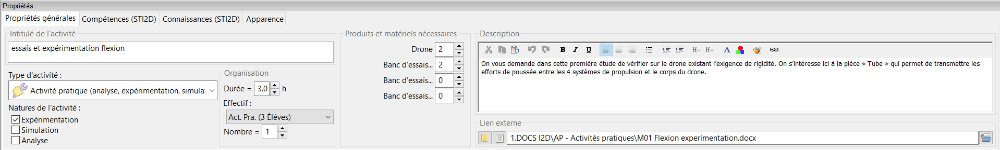 Propriétés
Propriétés générales
Compétences (STI2D)
Connaissances (STI2D)
Apparence
Intitulé de l'activité
essais et expérimentation flexion
Type d'activité :
Activité pratique (analyse, expérimentation, simula
Natures de l'activité :
Expérimentation
Simulation
Analyse
Organisation
Durée = 3.0 h
Effectif :
Act. Pra. (3 Élèves)
Nombre = 1
Produits et matériels nécessaires
Drone 2
Banc d'essais... 2
Banc d'essais... 0
Banc d'essais... 0
Description
B I U H- H+ A
On vous demande dans cette première étude de vérifier sur le drone existant l'exigence de rigidité. On s'intéresse ici à la pièce « Tube » qui permet de transmettre les
efforts de poussée entre les 4 systèmes de propulsion et le corps du drone.
Lien externe
1.DOCS I2D\AP - Activités pratiques\M01 Flexion experimentation.docx